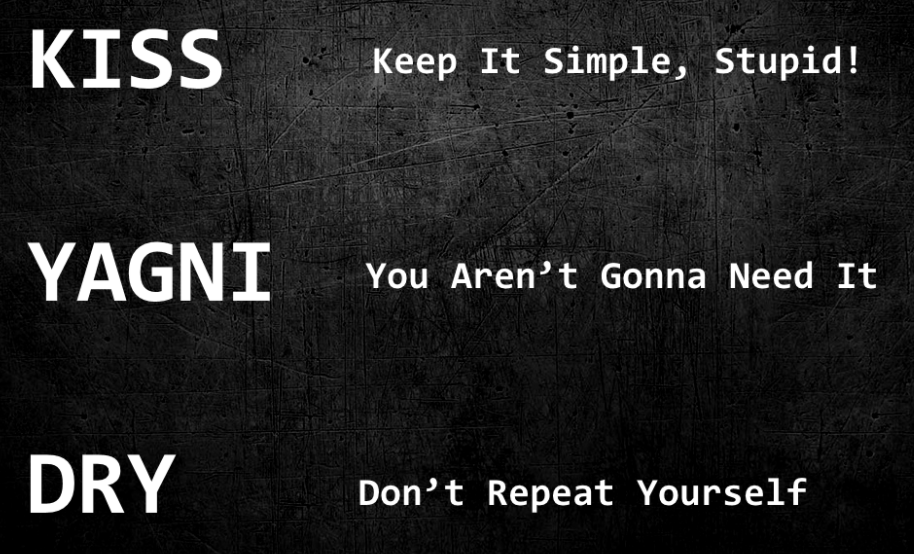 KISS Keep It Simple, Stupid!
YAGNI You Aren’t Gonna Need It
DRY Don’t Repeat Yourself